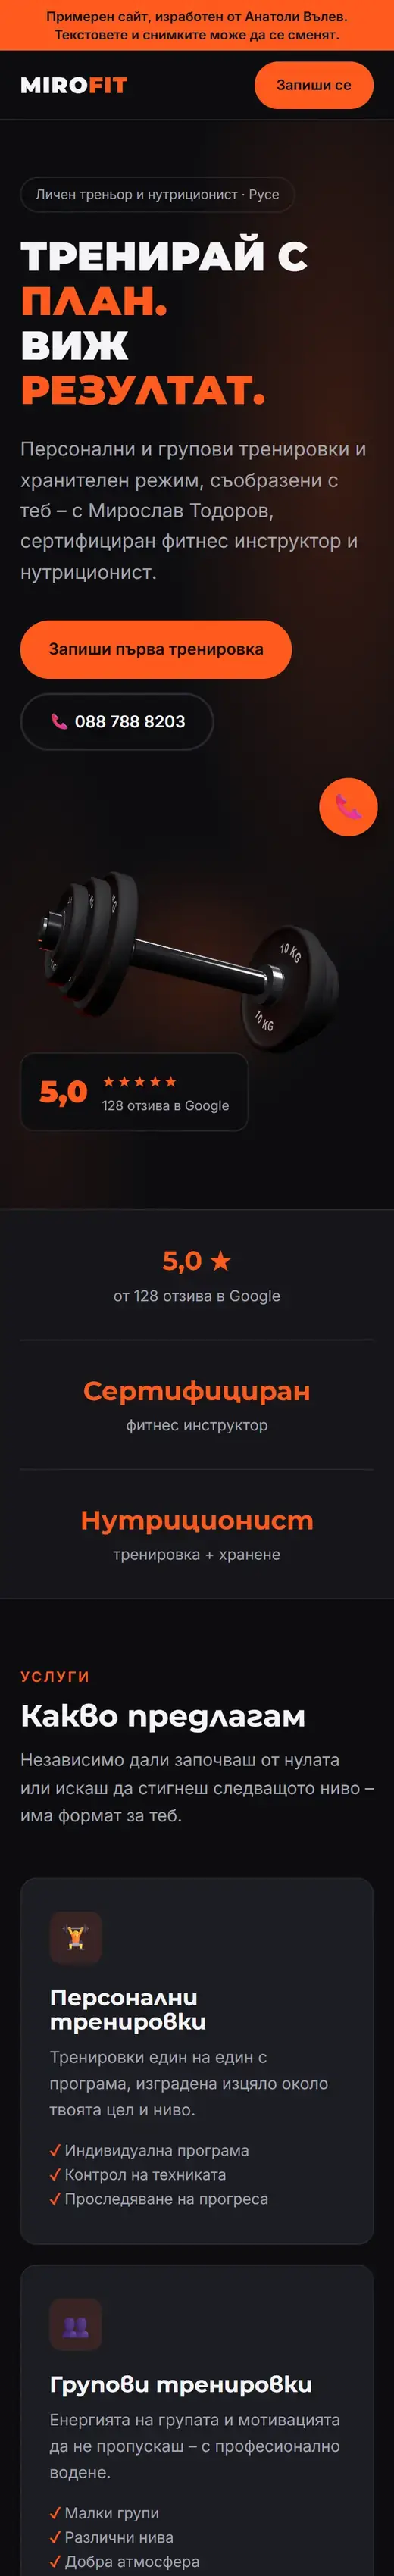 Примерен сайт, изработен от Анатоли Вълев.
Текстовете и снимките може да се сменят.
MIROFIT
Запиши се
Личен треньор и нутриционист · Русе
ТРЕНИРАЙ С
ПЛАН.
ВИЖ
РЕЗУЛТАТ.
Персонални и групови тренировки и
хранителен режим, съобразени с
теб – с Мирослав Тодоров,
сертифициран фитнес инструктор и
нутриционист.
Запиши първа тренировка
088 788 8203
10 KG
10 KG
5,0 ★★★★★
128 отзива в Google
5,0 ★
от 128 отзива в Google
Сертифициран
фитнес инструктор
Нутриционист
тренировка + хранене
УСЛУГИ
Какво предлагам
Независимо дали започваш от нулата
или искаш да стигнеш следващото ниво –
има формат за теб.
Персонални
тренировки
Тренировки един на един с
програма, изградена изцяло около
твоята цел и ниво.
✓ Индивидуална програма
✓ Контрол на техниката
✓ Проследяване на прогреса
Групови тренировки
Енергията на групата и мотивацията
да не пропускаш – с професионално
водене.
✓ Малки групи
✓ Различни нива
✓ Добра атмосфера